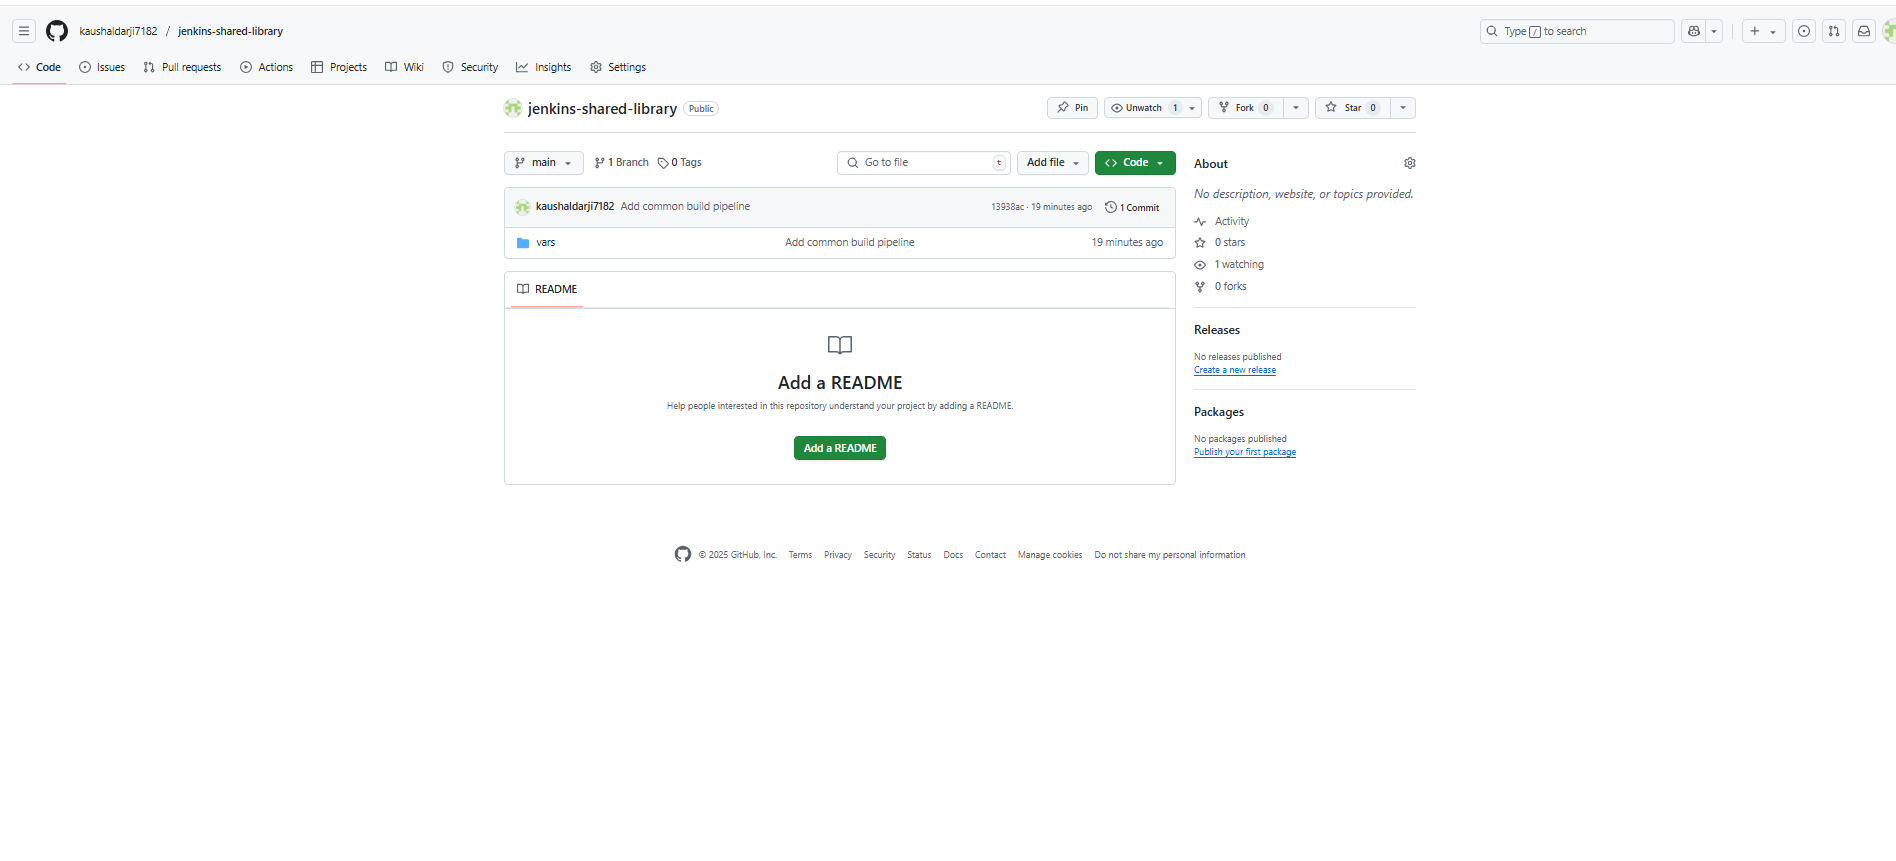 kaushaldarji7182 / jenkins-shared-library
Type / to search
Code Issues Pull requests Actions Projects Wiki Security Insights Settings
jenkins-shared-library Public
Pin Unwatch 1 Fork 0 Star 0
main 1 Branch 0 Tags Go to file t Add file Code
kaushaldarji7182 Add common build pipeline 13938ac · 19 minutes ago 1 Commit
vars Add common build pipeline 19 minutes ago
README
Add a README
Help people interested in this repository understand your project by adding a README.
Add a README
About
No description, website, or topics provided.
Activity
0 stars
1 watching
0 forks
Releases
No releases published
Create a new release
Packages
No packages published
Publish your first package
© 2025 GitHub, Inc. Terms Privacy Security Status Docs Contact Manage cookies Do not share my personal information